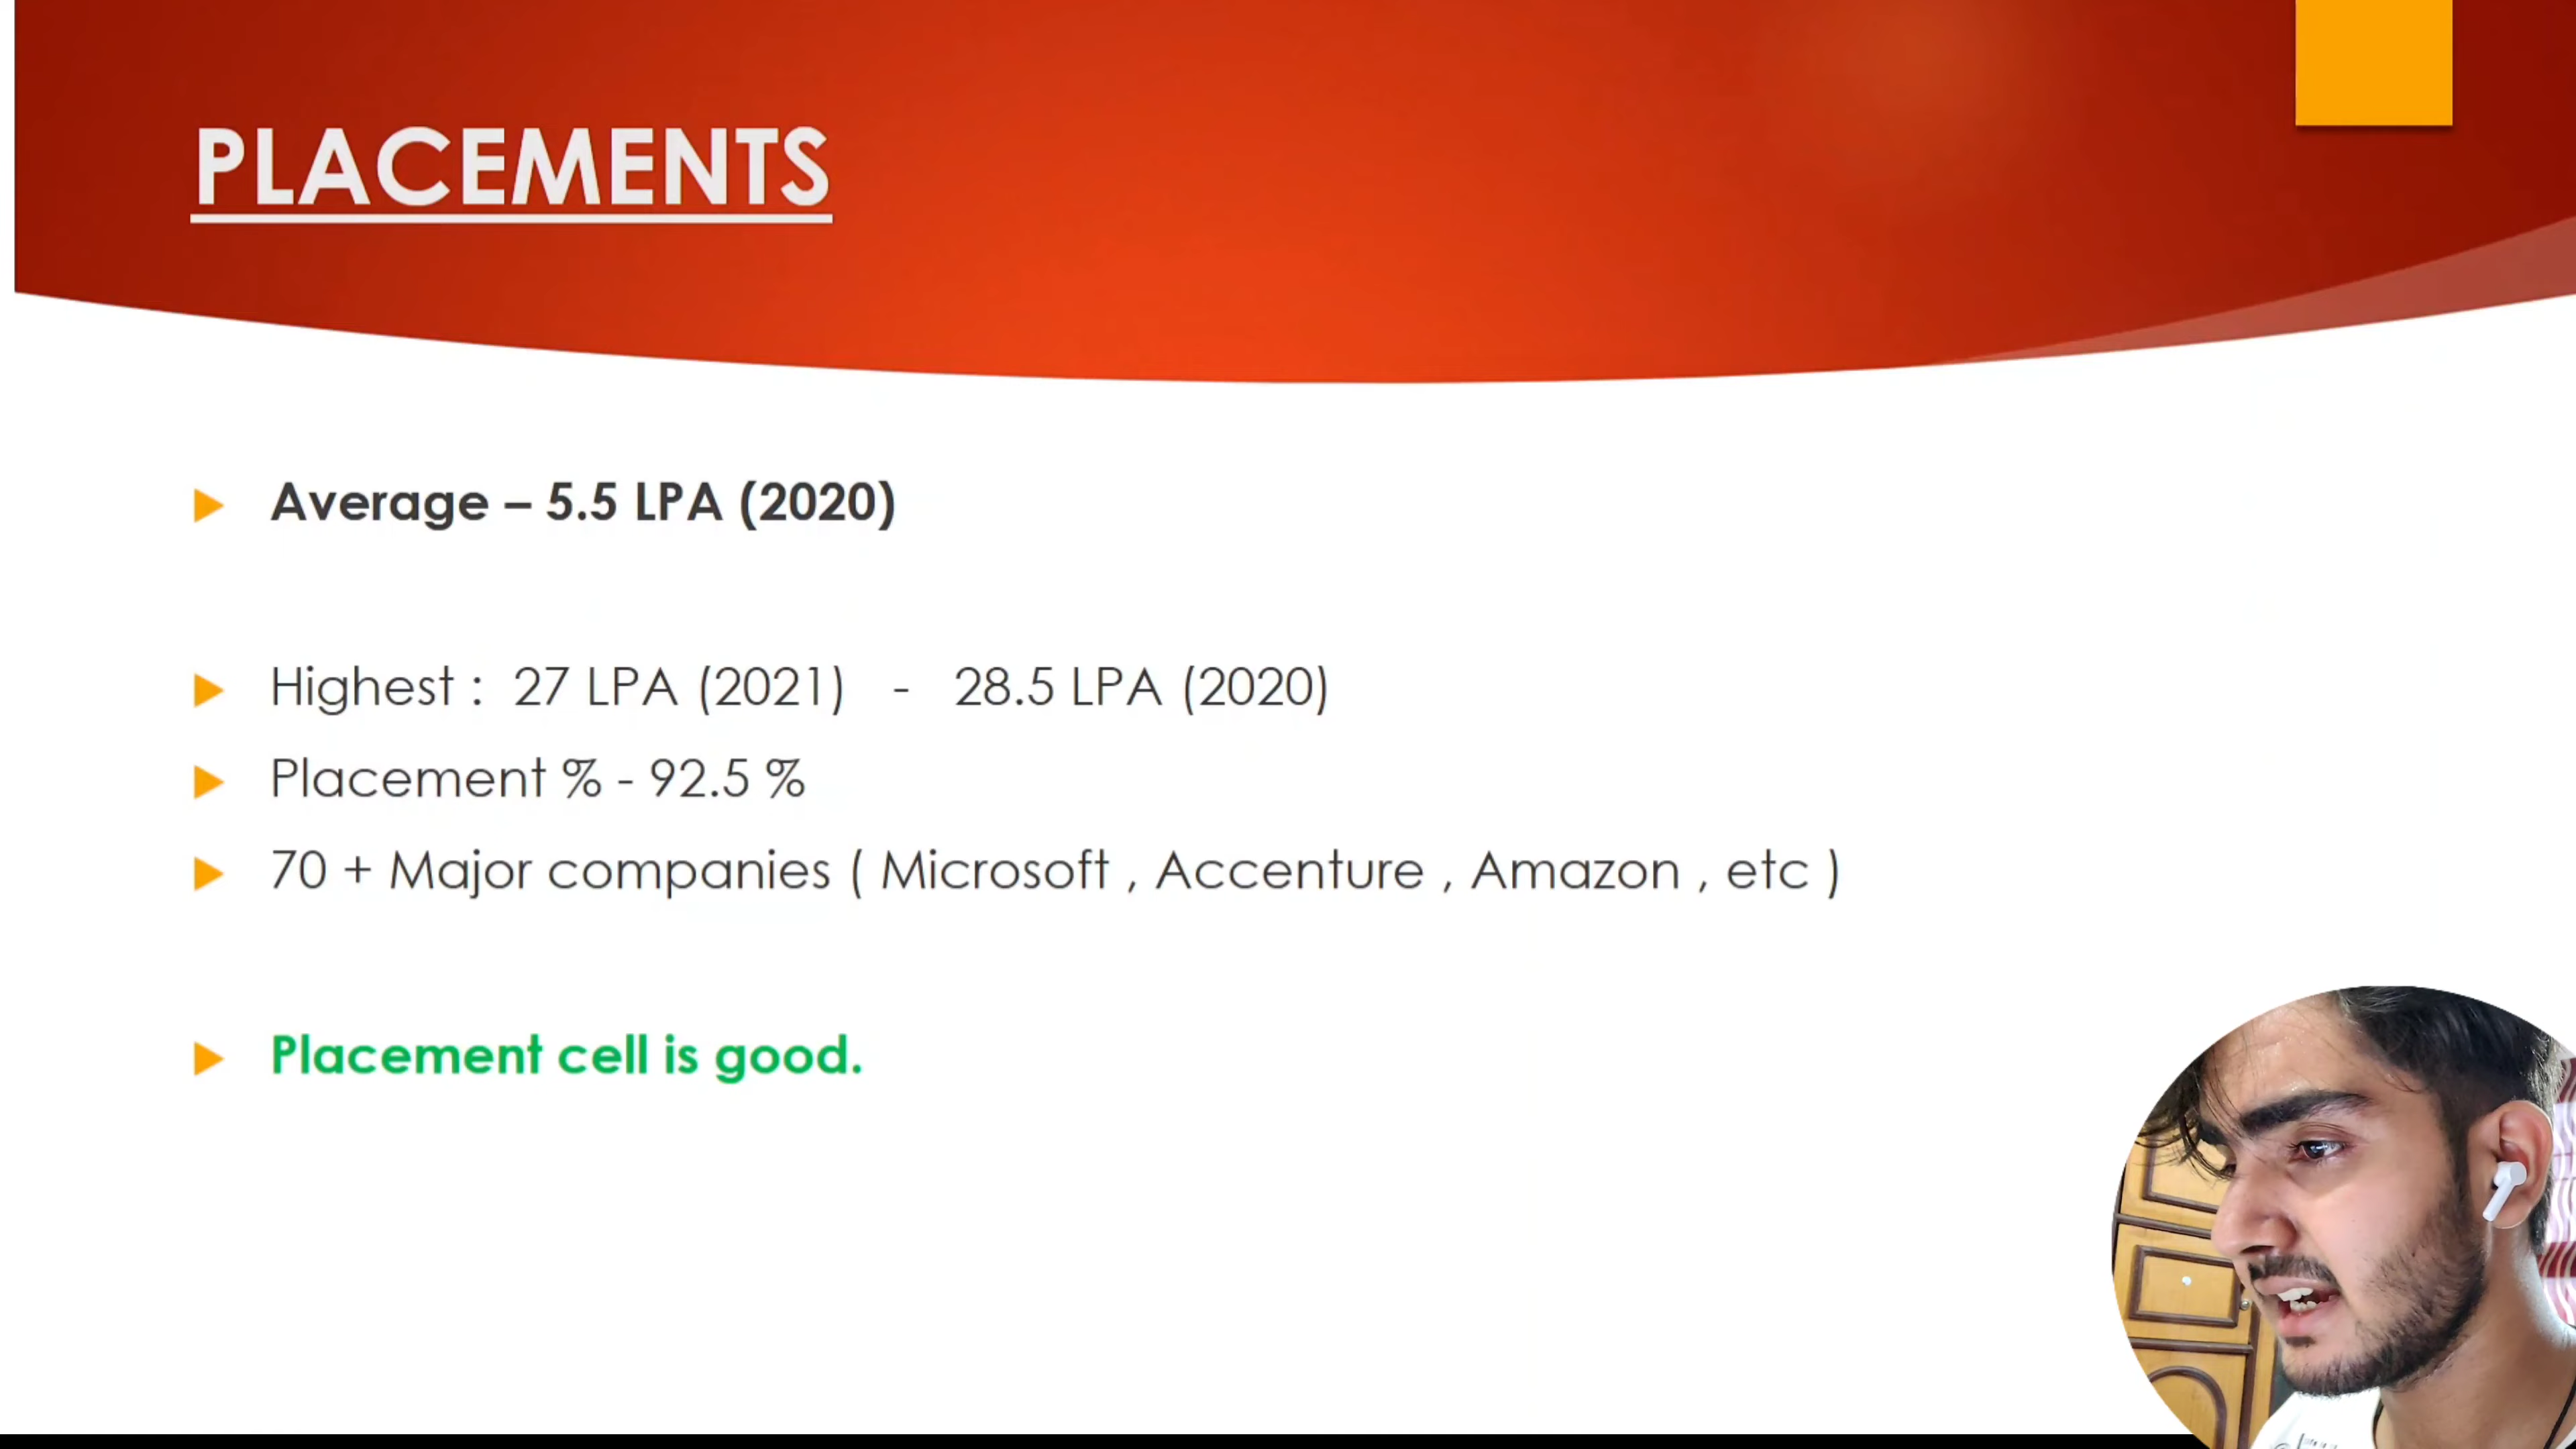 PLACEMENTS
Average – 5.5 LPA (2020)
Highest : 27 LPA (2021) - 28.5 LPA (2020)
Placement % - 92.5 %
70 + Major companies ( Microsoft , Accenture , Amazon , etc )
Placement cell is good.